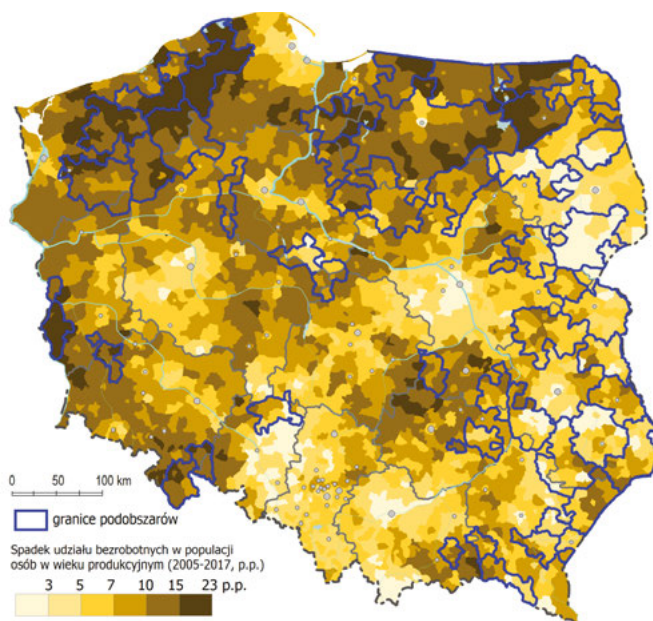 0 50 100 km
granice podobszarów
Spadek udziału bezrobotnych w populacji
osób w wieku produkcyjnym (2005-2017, p.p.)
3 5 7 10 15 23 p.p.